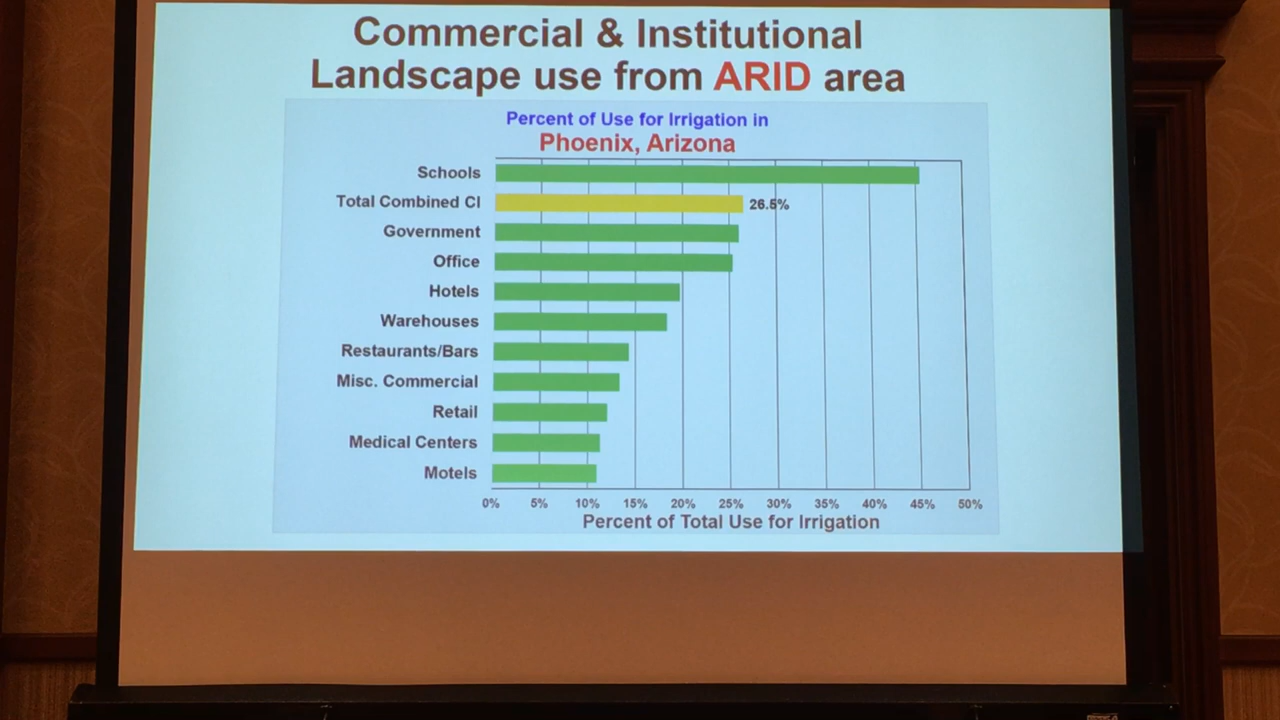 Commercial & Institutional
Landscape use from ARID area
Percent of Use for Irrigation in
Phoenix, Arizona
Schools
Total Combined CI 26.5%
Government
Office
Hotels
Warehouses
Restaurants/Bars
Misc. Commercial
Retail
Medical Centers
Motels
0% 5% 10% 15% 20% 25% 30% 35% 40% 45% 50%
Percent of Total Use for Irrigation